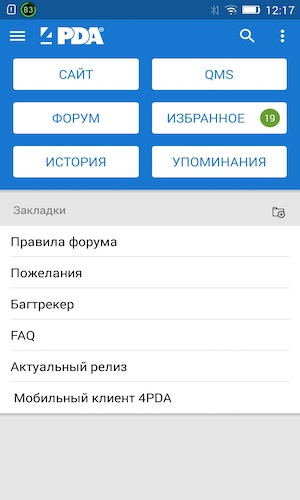 83
12:17
4PDA®
САЙТ
QMS
ФОРУМ
ИЗБРАННОЕ 19
ИСТОРИЯ
УПОМИНАНИЯ
Закладки
Правила форума
Пожелания
Багтрекер
FAQ
Актуальный релиз
Мобильный клиент 4PDA